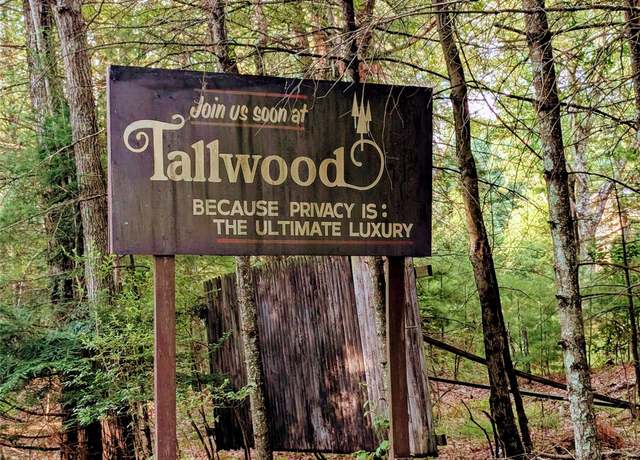 Join us soon at
Tallwood
BECAUSE PRIVACY IS:
THE ULTIMATE LUXURY